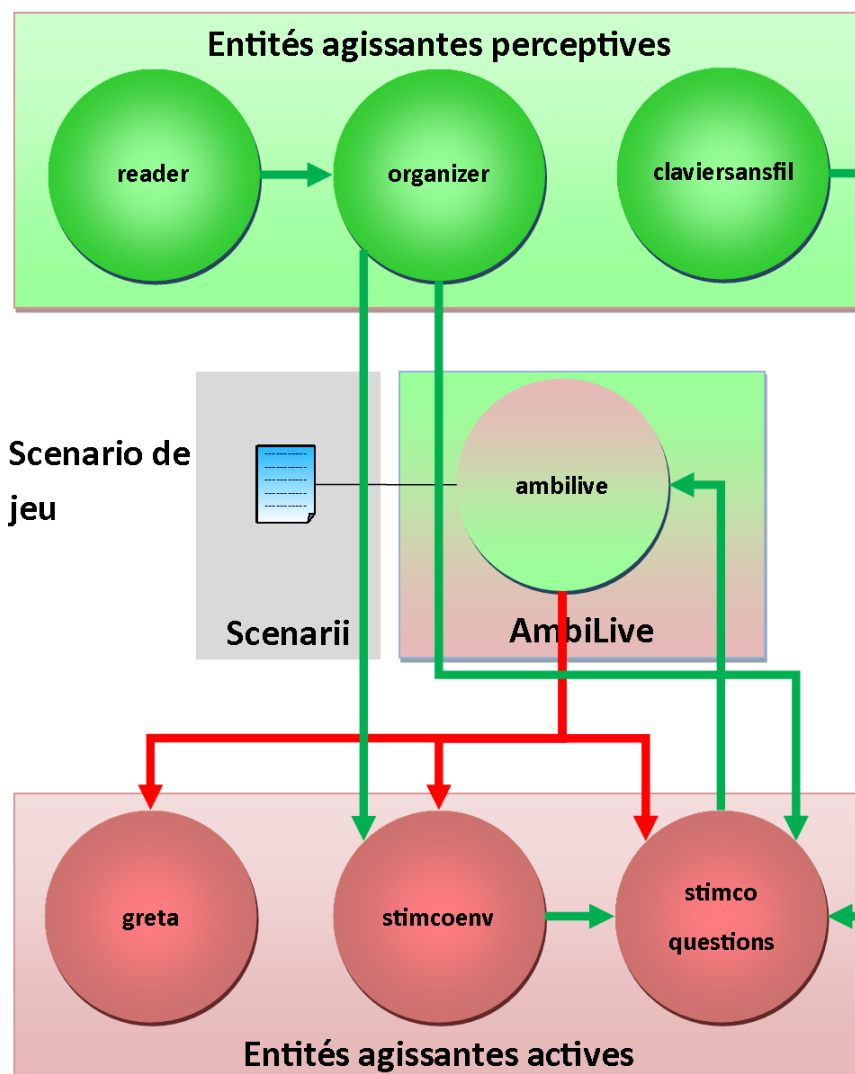 Entités agissantes perceptives
reader
organizer
claviersansfil
Scenario de
jeu
ambilive
Scenarii
AmbiLive
greta
stimcoenv
stimco
questions
Entités agissantes actives